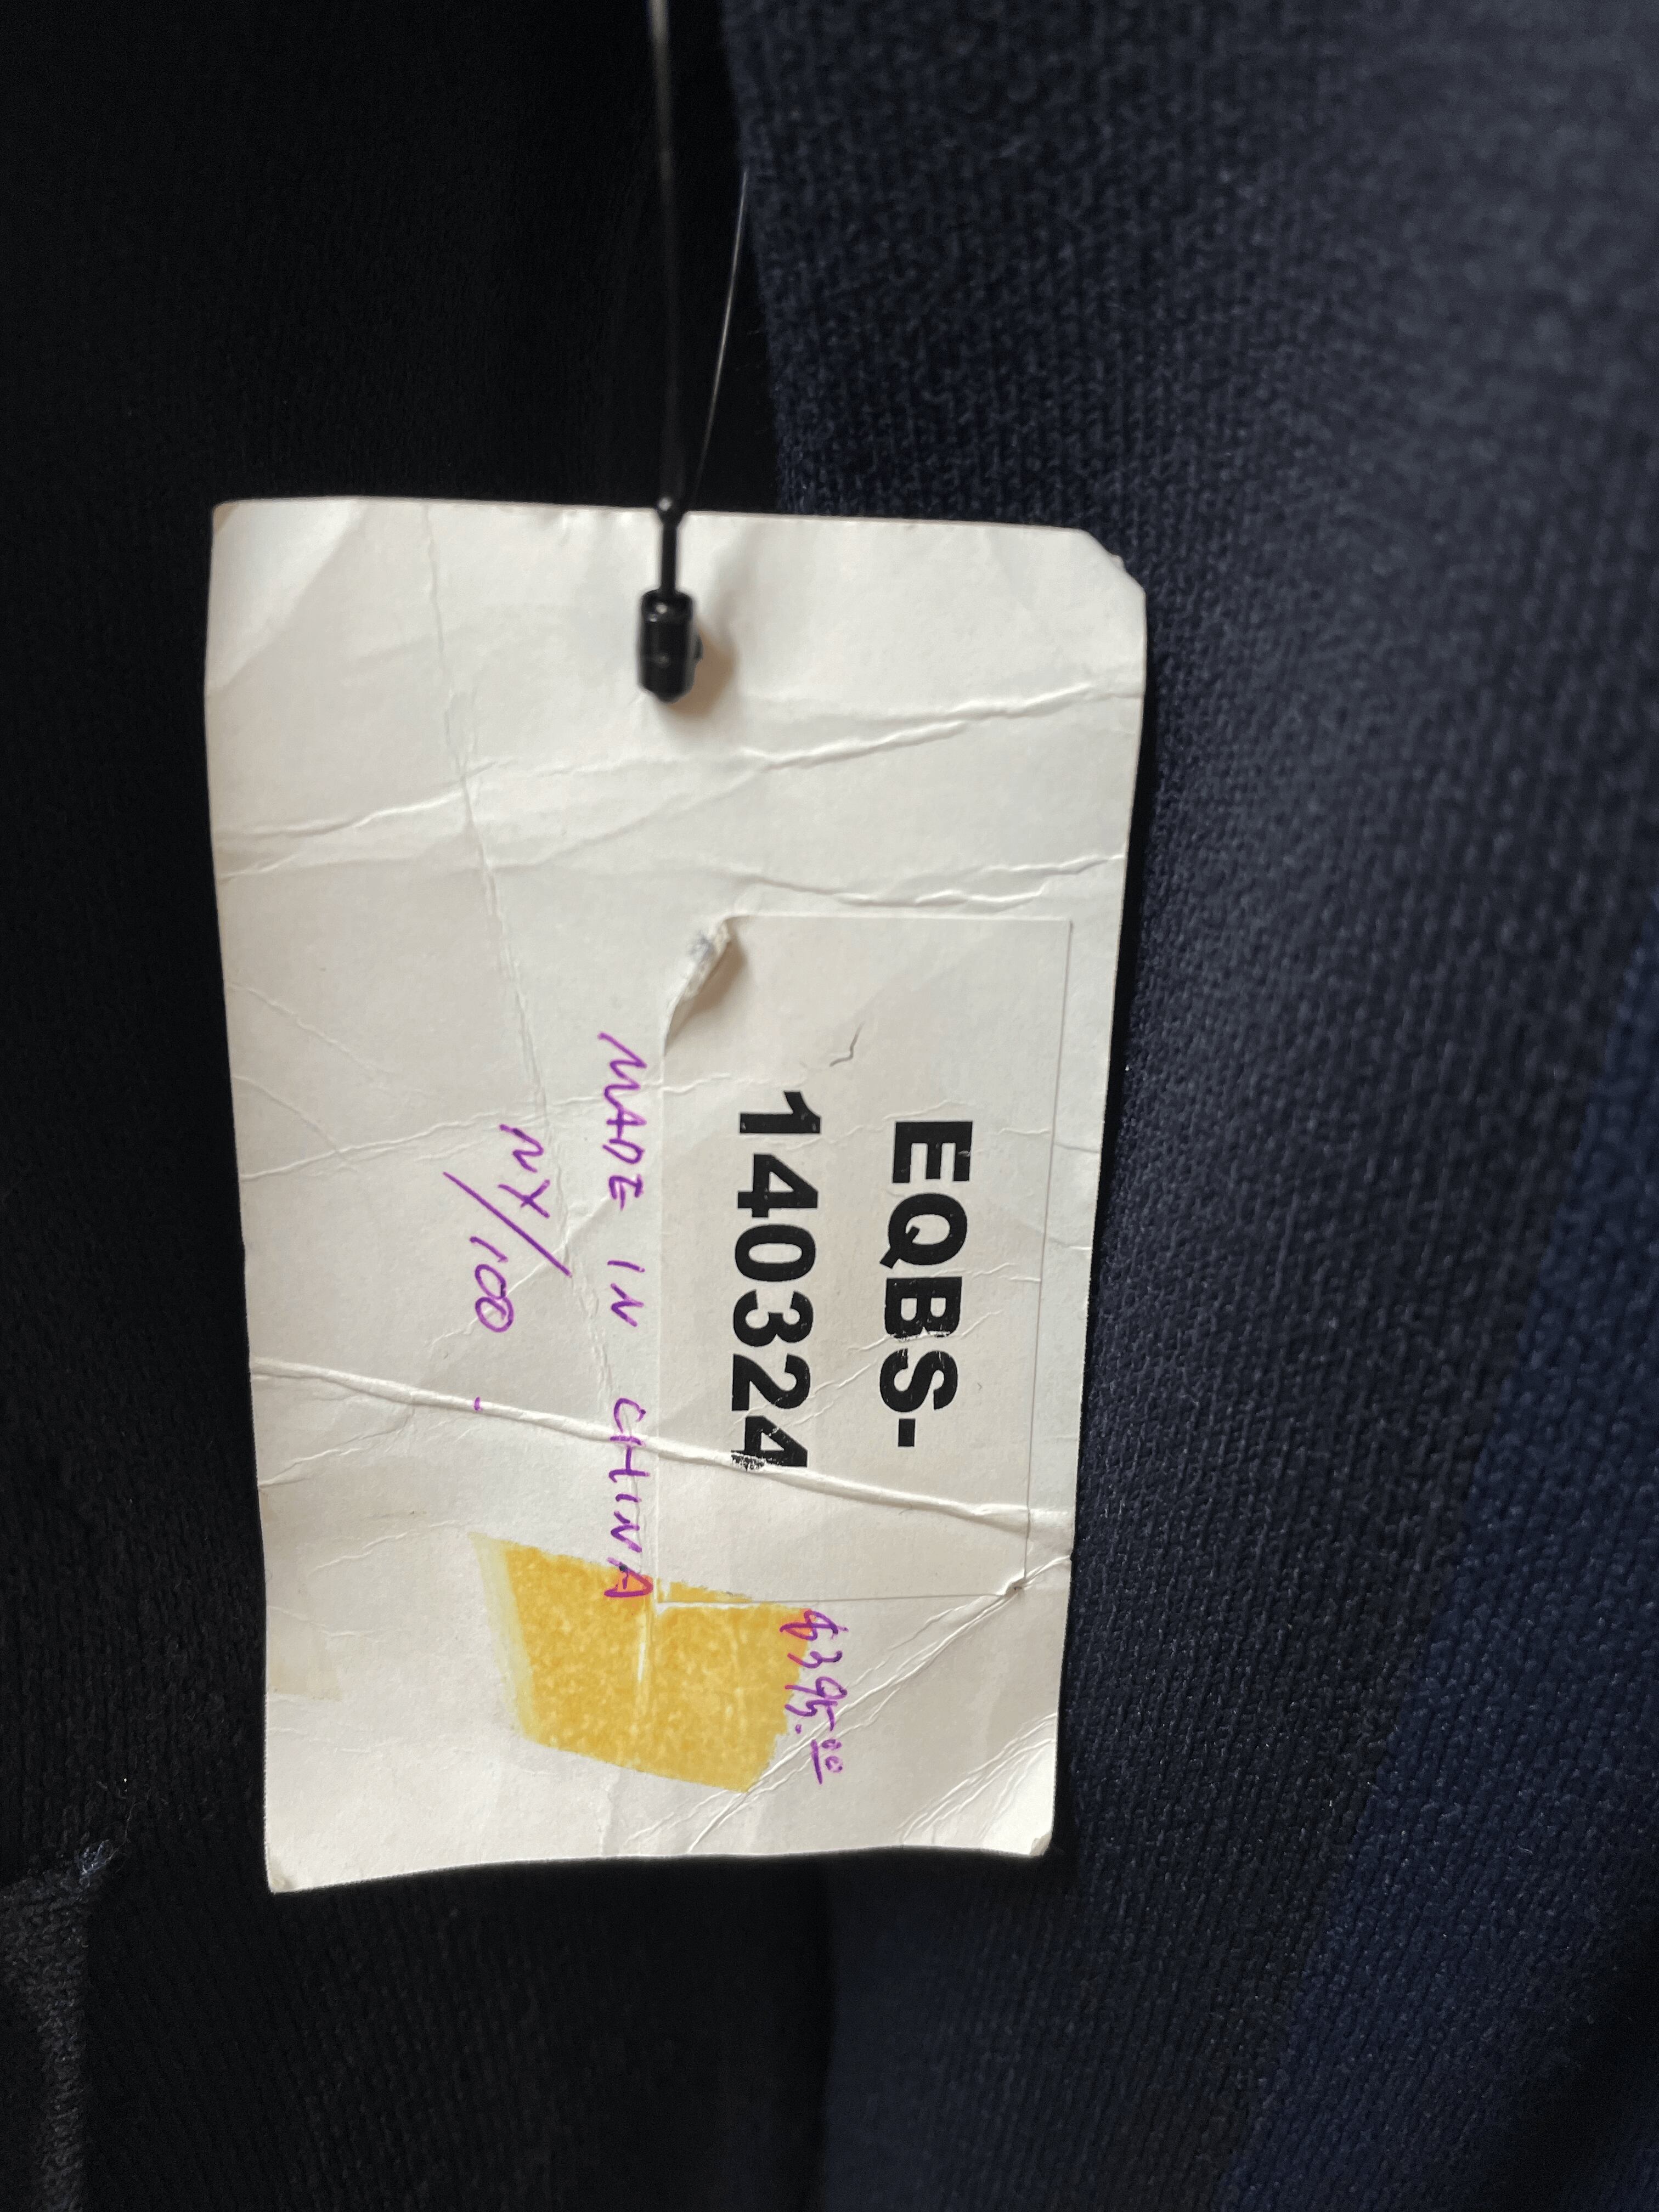 EQBS-
140324
$395.00
MADE IN CHINA
NY/100